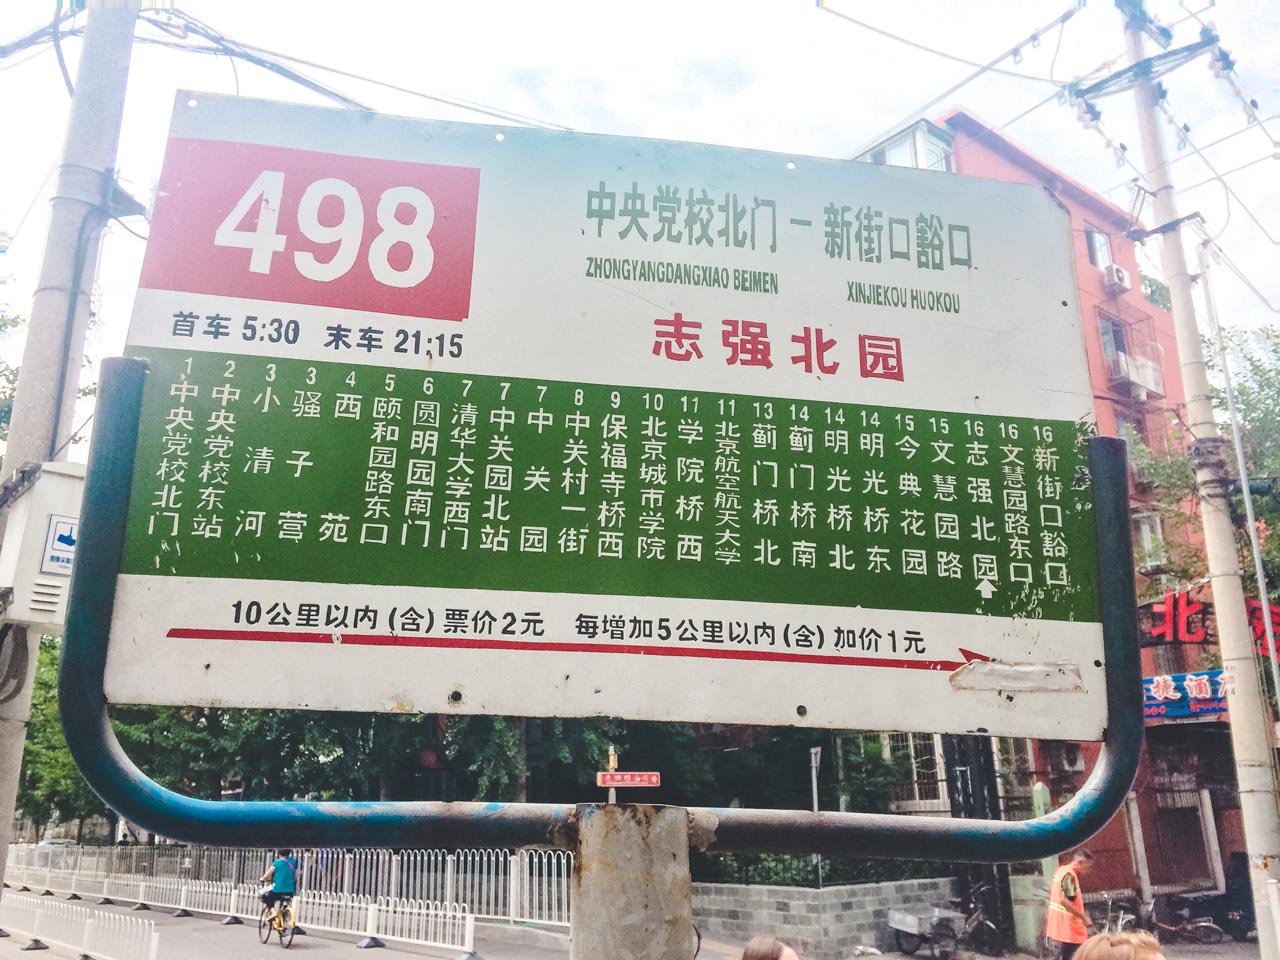 498
中央党校北门 — 新街口豁口
ZHONGYANGDANGXIAO BEIMEN XINJIEKOU HUOKOU
首车 5:30 末车 21:15
志强北园
1 中央党校北门
2 中央党校东站
3 小清河
3 骚子营
4 西苑
5 颐和园路东口
6 圆明园南门
7 清华大学西门
7 中关园北站
7 中关园
8 中关村一街
9 保福寺桥西
10 北京城市学院
11 学院桥西
11 北京航空航天大学
13 蓟门桥北
14 蓟门桥南
14 明光桥北
14 明光桥东
15 今典花园
15 文慧园路
16 志强北园
16 文慧园路东口
16 新街口豁口
10公里以内(含)票价2元 每增加5公里以内(含)加价1元
北
捷酒店